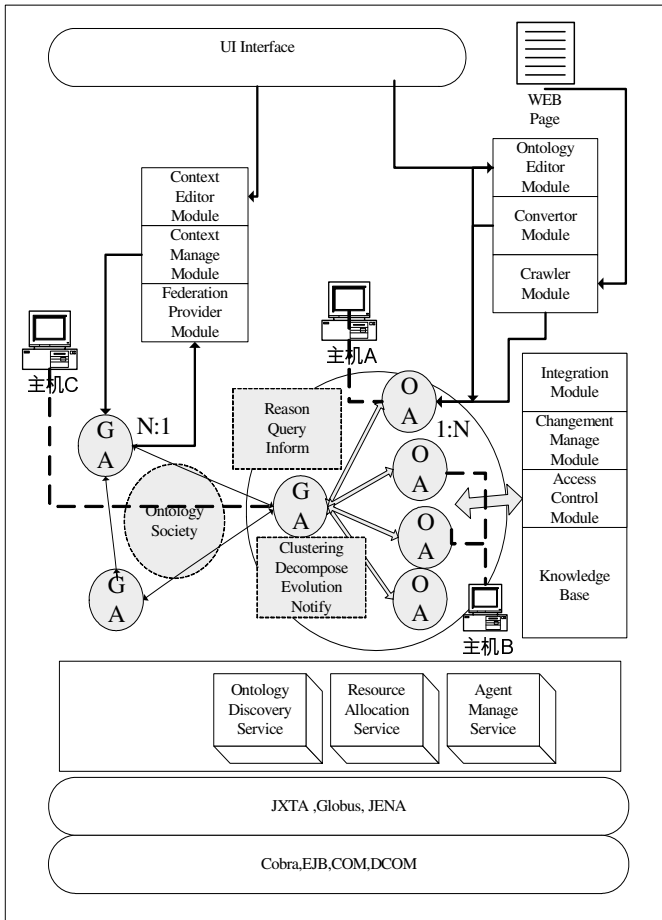 UI Interface
WEB
Page
Context
Editor
Module
Context
Manage
Module
Federation
Provider
Module
Ontology
Editor
Module
Convertor
Module
Crawler
Module
主机C
主机A
Integration
Module
Changement
Manage
Module
Access
Control
Module
Knowledge
Base
G
A
N:1
Reason
Query
Inform
O
A
1:N
O
A
G
A
O
A
Ontology
Society
Clustering
Decompose
Evolution
Notify
G
A
O
A
主机B
Ontology
Discovery
Service
Resource
Allocation
Service
Agent
Manage
Service
JXTA ,Globus, JENA
Cobra,EJB,COM,DCOM